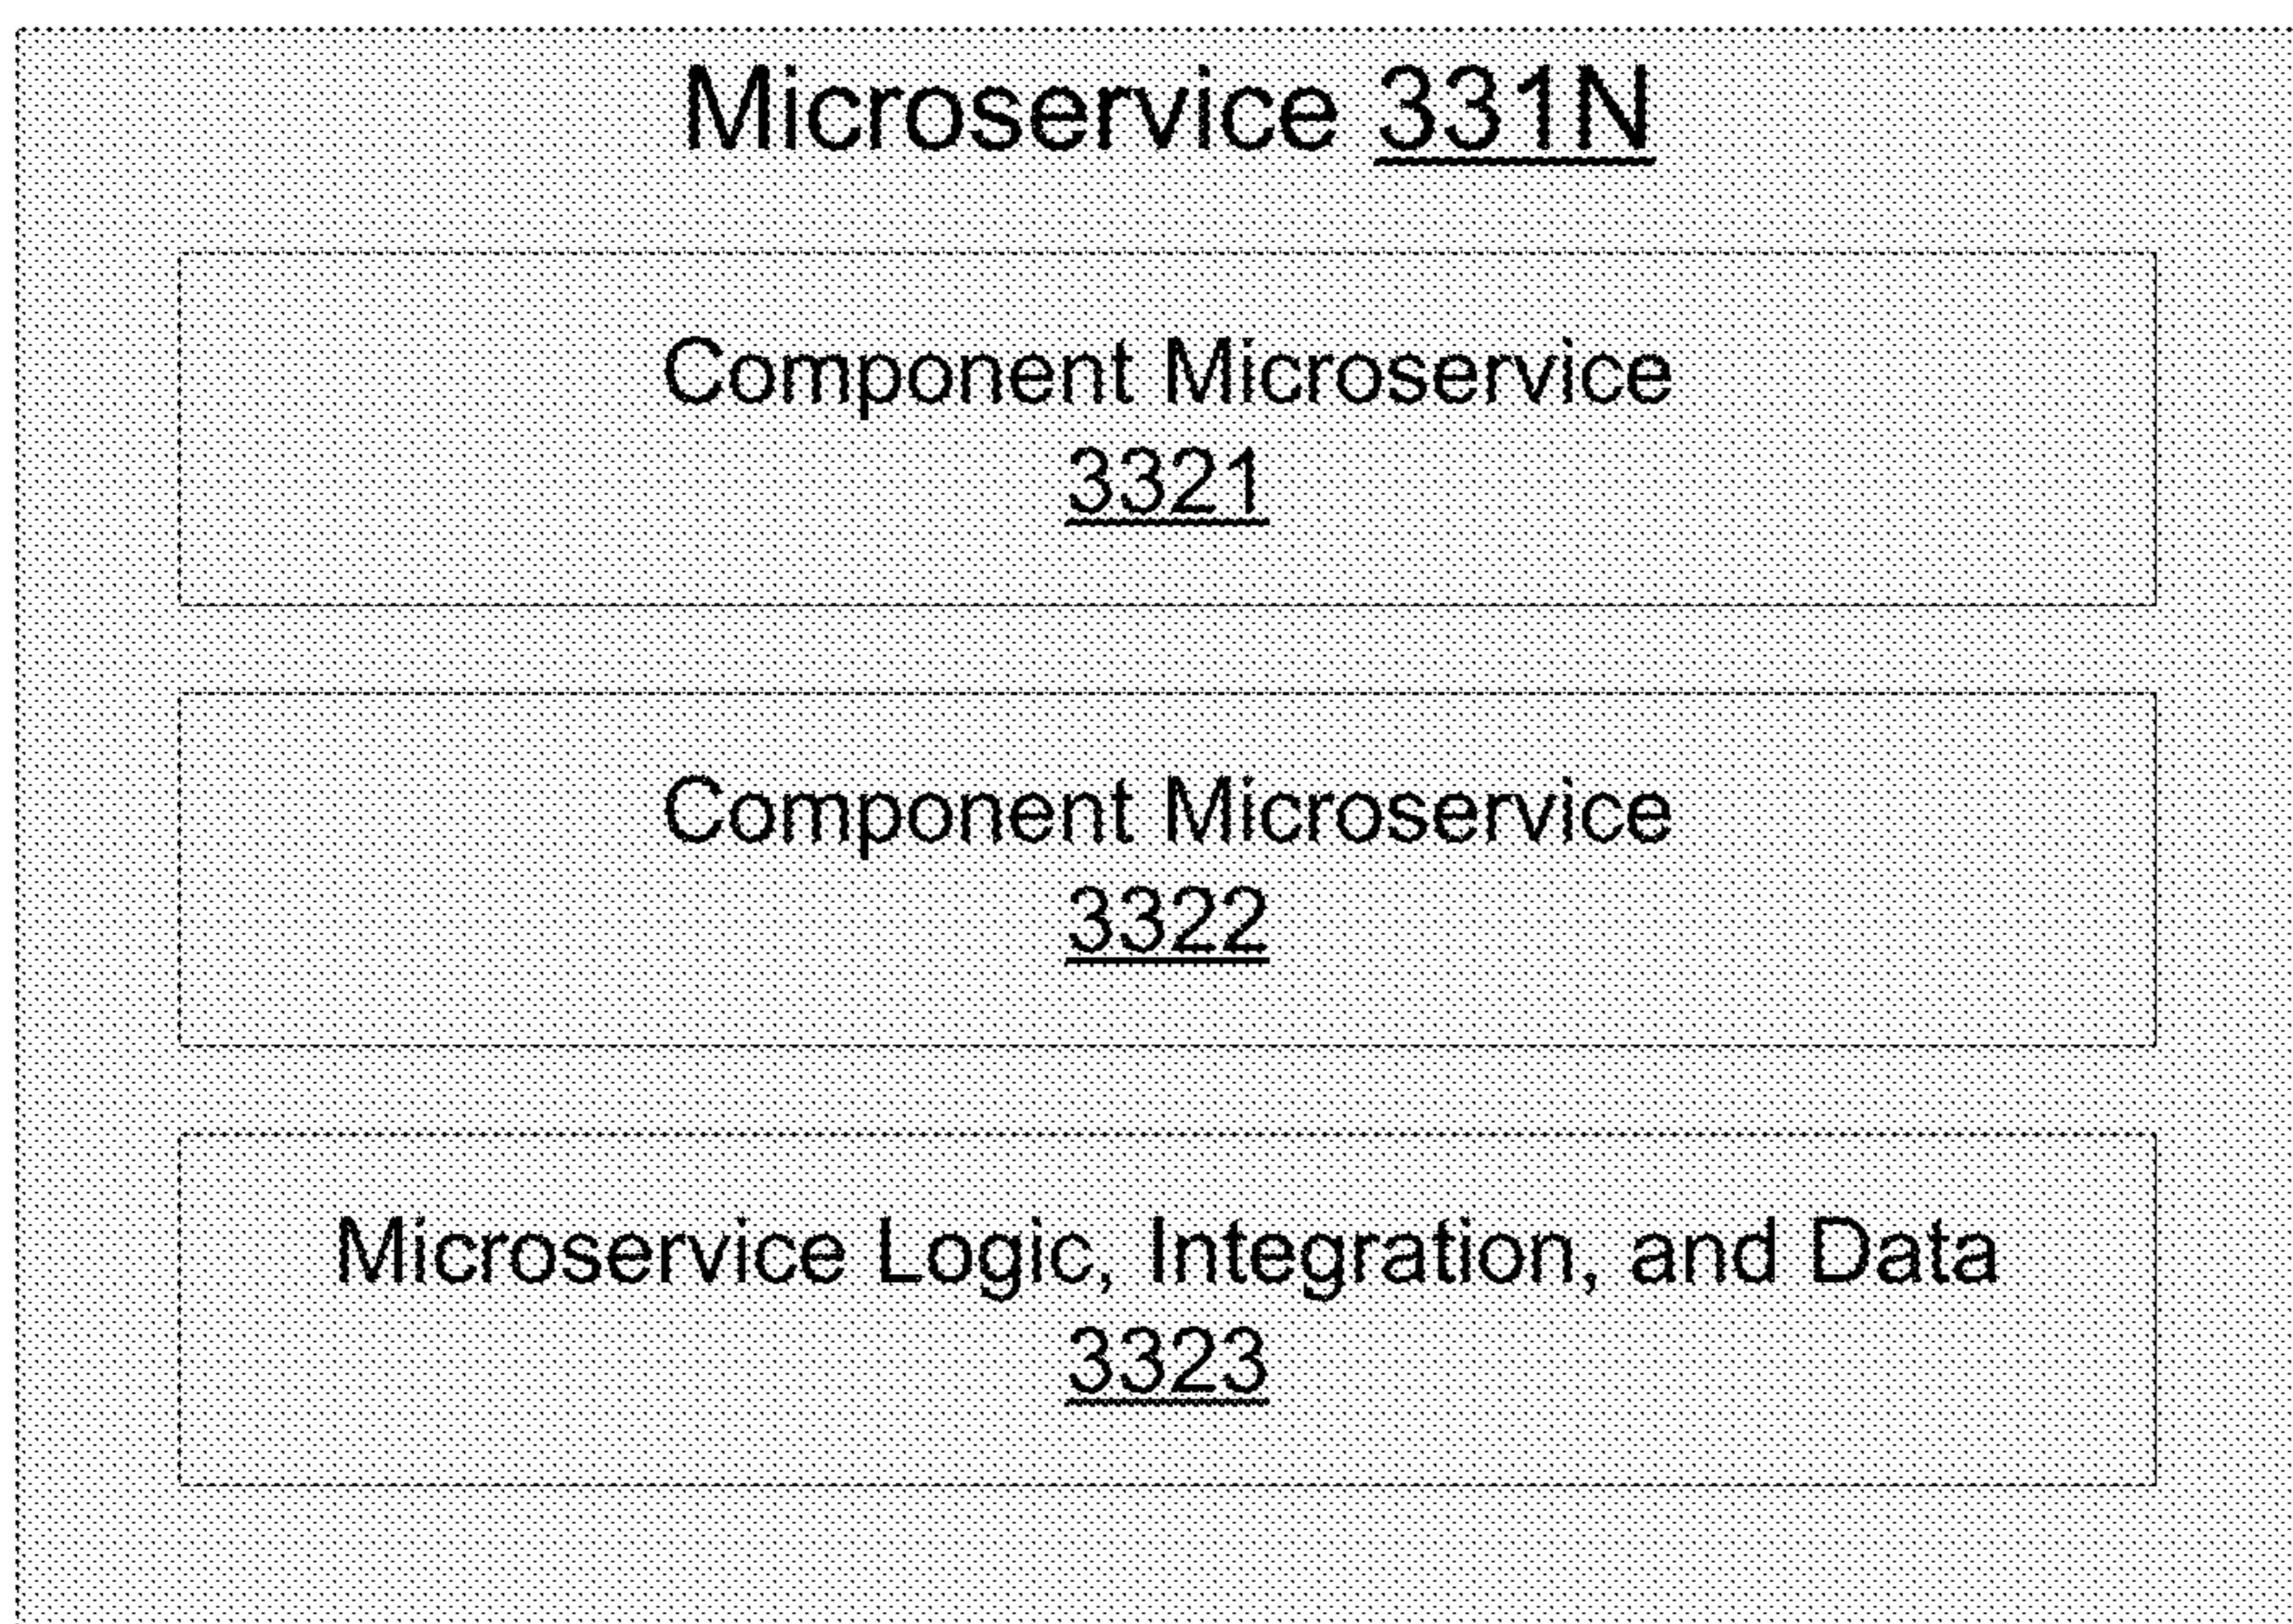 Microservice 331N
Component Microservice
3321
Component Microservice
3322
Microservice Logic, Integration, and Data
3323